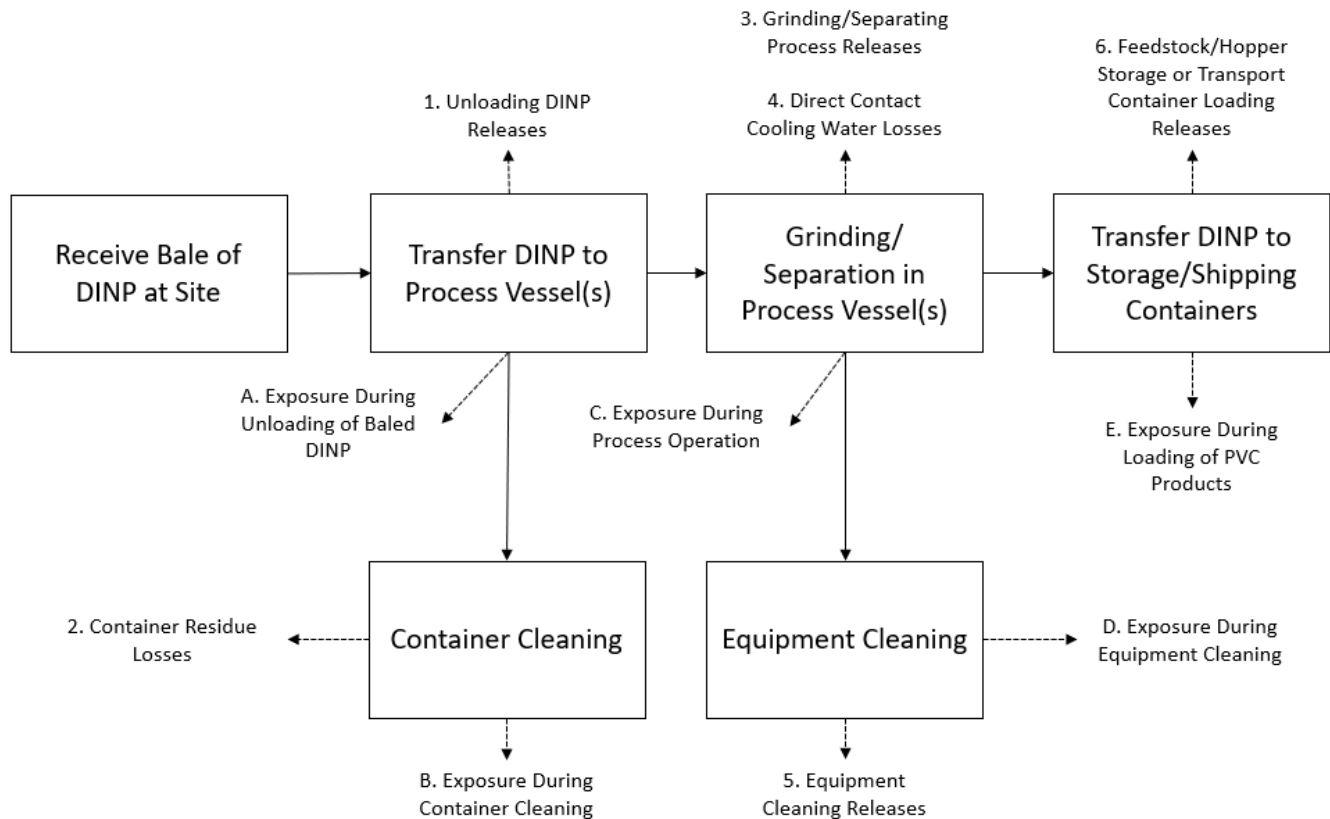 3. Grinding/Separating
Process Releases
6. Feedstock/Hopper
Storage or Transport
Container Loading
Releases
1. Unloading DINP
Releases
4. Direct Contact
Cooling Water Losses
Receive Bale of
DINP at Site
Transfer DINP to
Process Vessel(s)
Grinding/
Separation in
Process Vessel(s)
Transfer DINP to
Storage/Shipping
Containers
A. Exposure During
Unloading of Baled
DINP
C. Exposure During
Process Operation
E. Exposure During
Loading of PVC
Products
2. Container Residue
Losses
Container Cleaning
Equipment Cleaning
D. Exposure During
Equipment Cleaning
B. Exposure During
Container Cleaning
5. Equipment
Cleaning Releases